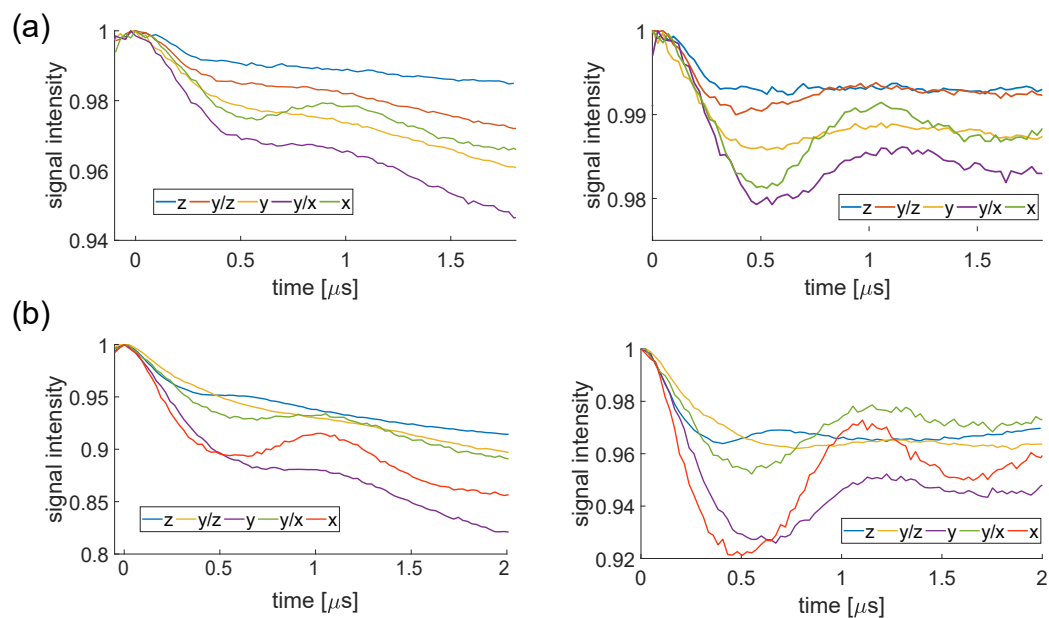 (a)
signal intensity
1
0.98
0.96
0.94
0
0.5
1
1.5
time [μs]
z y/z y y/x x
signal intensity
1
0.99
0.98
0
0.5
1
1.5
time [μs]
z y/z y y/x x
(b)
signal intensity
1
0.95
0.9
0.85
0.8
0
0.5
1
1.5
2
time [μs]
z y/z y y/x x
signal intensity
1
0.98
0.96
0.94
0.92
0
0.5
1
1.5
2
time [μs]
z y/z y y/x x